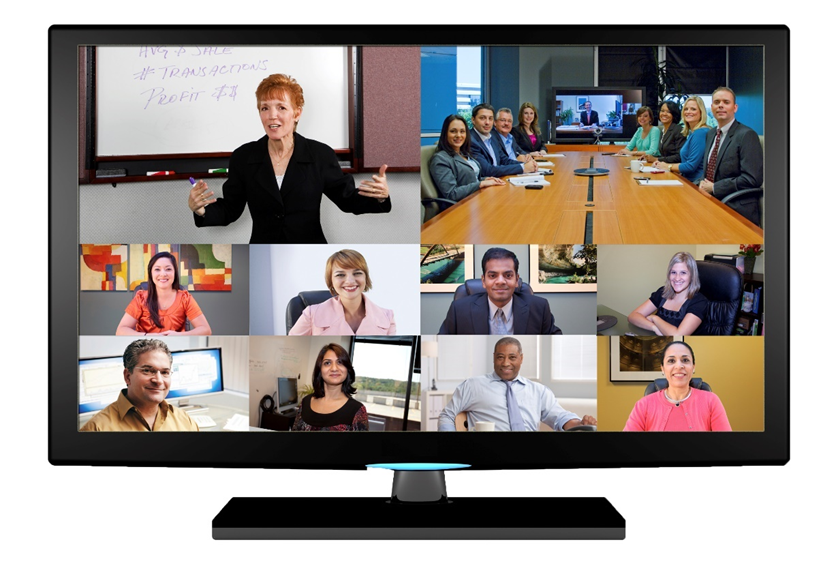 AVG $ SALE
# TRANSACTIONS
PROFIT $$